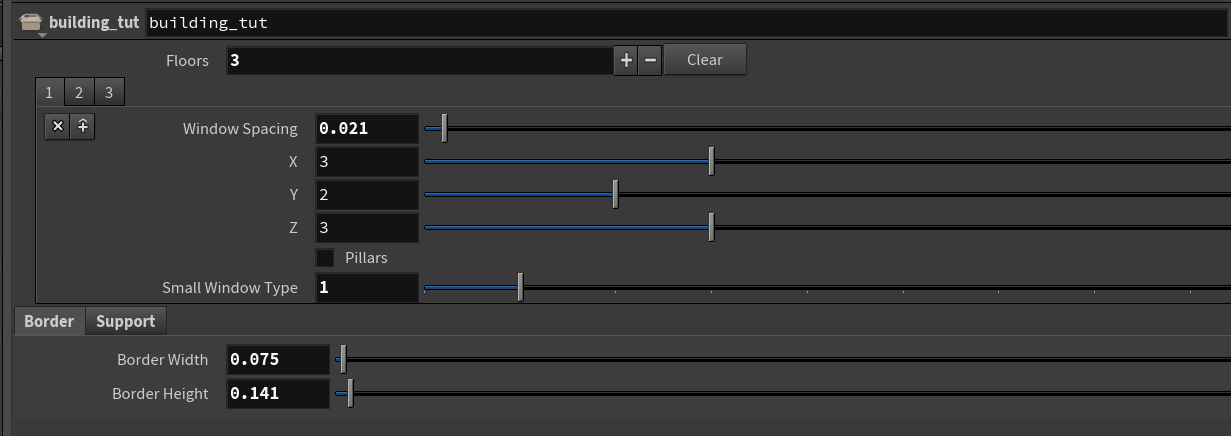 building_tut building_tut
Floors 3 + − Clear
1 2 3
Window Spacing 0.021
X 3
Y 2
Z 3
Pillars
Small Window Type 1
Border Support
Border Width 0.075
Border Height 0.141